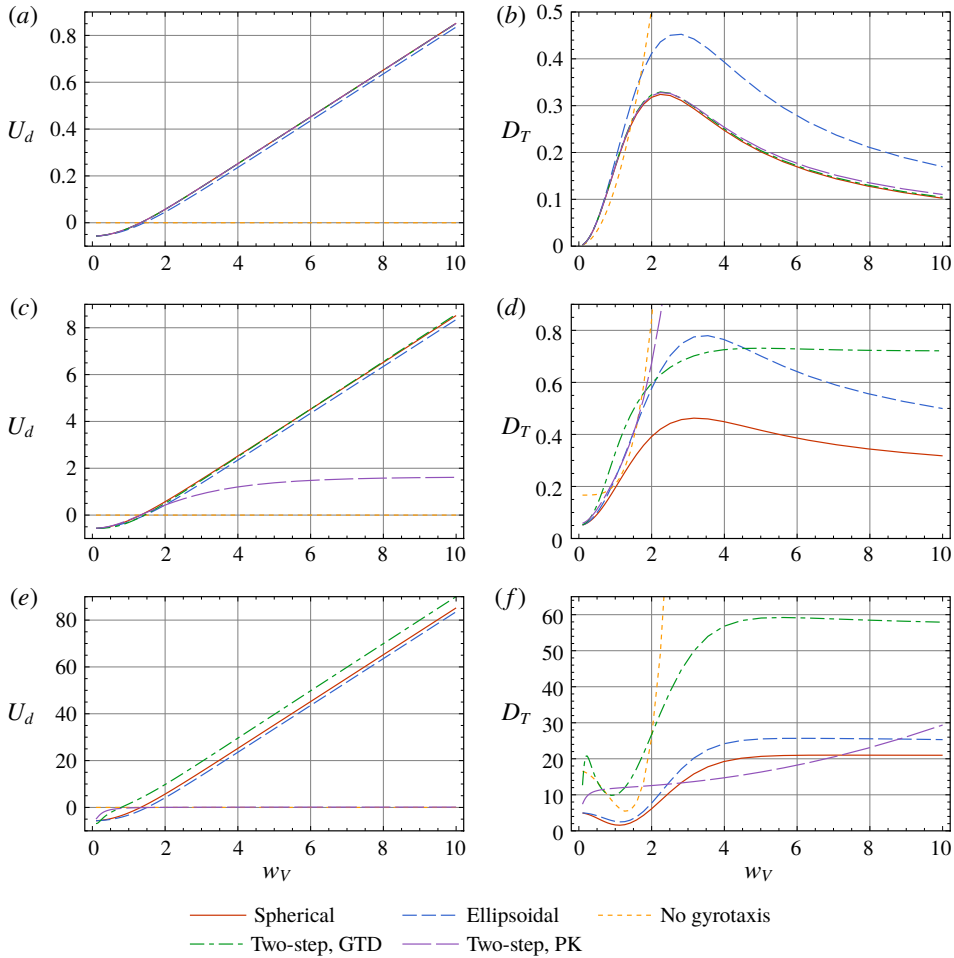 (a)
0.8
0.6
0.4
0.2
0
U_d
0 2 4 6 8 10
(b)
0.5
0.4
0.3
0.2
0.1
0
D_T
0 2 4 6 8 10
(c)
8
6
4
2
0
U_d
0 2 4 6 8 10
(d)
0.8
0.6
0.4
0.2
0
D_T
0 2 4 6 8 10
(e)
80
60
40
20
0
U_d
0 2 4 6 8 10
w_V
(f)
60
50
40
30
20
10
0
D_T
0 2 4 6 8 10
w_V
Spherical Ellipsoidal No gyrotaxis
Two-step, GTD Two-step, PK